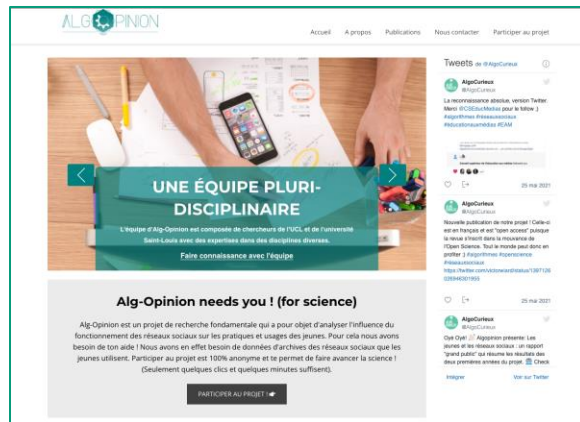 ALG OPINION
Accueil A propos Publications Nous contacter Participer au projet
UNE ÉQUIPE PLURI-
DISCIPLINAIRE
L'équipe d'Alg-Opinion est composée de chercheurs de l'UCL et de l'université
Saint-Louis avec des expertises dans des disciplines diverses.
Faire connaissance avec l'équipe
Alg-Opinion needs you ! (for science)
Alg-Opinion est un projet de recherche fondamentale qui a pour objet d'analyser l'influence du
fonctionnement des réseaux sociaux sur les pratiques et usages des jeunes. Pour cela nous avons
besoin de ton aide ! Nous avons en effet besoin de données d'archives des réseaux sociaux que les
jeunes utilisent. Participer au projet est 100% anonyme et te permet de faire avancer la science !
(Seulement quelques clics et quelques minutes suffisent).
PARTICIPER AU PROJET !
Tweets de @AlgoCurieux
AlgoCurieux
@AlgoCurieux
La reconnaissance absolue, version Twitter.
Merci @CSEducMedias pour le follow ;)
#algorithmes #réseauxsociaux
#éducationauxmédias #EAM
25 mai 2021
AlgoCurieux
@AlgoCurieux
Nouvelle publication de notre projet ! Celle-ci
est en français et est "open access" puisque
la revue s'inscrit dans la mouvance de
l'Open Science. Tout le monde peut donc en
profiter ;) #algorithmes #openscience
#réseauxsociaux
25 mai 2021
AlgoCurieux
@AlgoCurieux
Oyé Oyé! Algopinion présente: Les
jeunes et les réseaux sociaux : un rapport
"grand public" qui résume les résultats des
deux premières années du projet. Check
Intégrer Voir sur Twitter